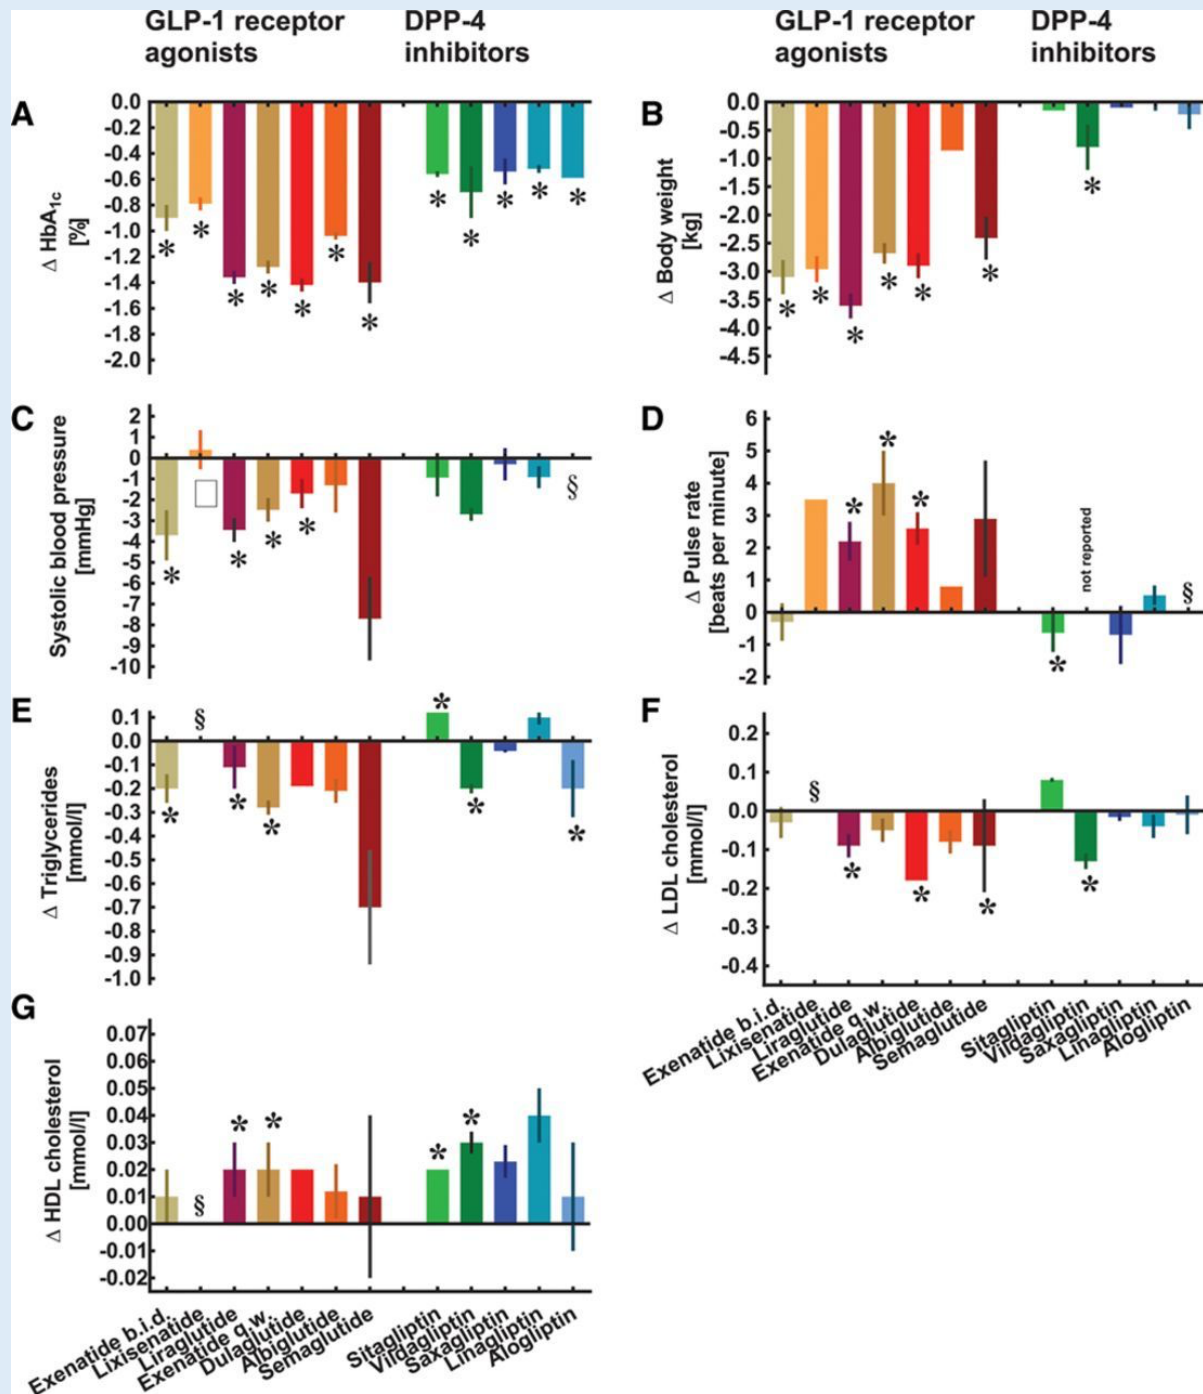 GLP-1 receptor
agonists
DPP-4
inhibitors
GLP-1 receptor
agonists
DPP-4
inhibitors
A
Δ HbA1c
[%]
0.0
-0.2
-0.4
-0.6
-0.8
-1.0
-1.2
-1.4
-1.6
-1.8
-2.0
* * * * * * * * * * * *
B
Δ Body weight
[kg]
0.0
-0.5
-1.0
-1.5
-2.0
-2.5
-3.0
-3.5
-4.0
-4.5
* * * * * * *
C
Systolic blood pressure
[mmHg]
2
1
0
-1
-2
-3
-4
-5
-6
-7
-8
-9
-10
* * * * §
D
Δ Pulse rate
[beats per minute]
6
5
4
3
2
1
0
-1
-2
* * * * not reported §
E
Δ Triglycerides
[mmol/l]
0.1
0.0
-0.1
-0.2
-0.3
-0.4
-0.5
-0.6
-0.7
-0.8
-0.9
-1.0
* § * * * * *
F
Δ LDL cholesterol
[mmol/l]
0.2
0.1
0.0
-0.1
-0.2
-0.3
-0.4
§ * * * *
Exenatide b.i.d.
Lixisenatide
Liraglutide
Exenatide q.w.
Dulaglutide
Albiglutide
Semaglutide
Sitagliptin
Virdagliptin
Saxagliptin
Linagliptin
Alogliptin
G
Δ HDL cholesterol
[mmol/l]
0.07
0.06
0.05
0.04
0.03
0.02
0.01
0.00
-0.01
-0.02
§ * * * *
Exenatide b.i.d.
Lixisenatide
Liraglutide
Exenatide q.w.
Dulaglutide
Albiglutide
Semaglutide
Sitagliptin
Vildagliptin
Saxagliptin
Linagliptin
Alogliptin